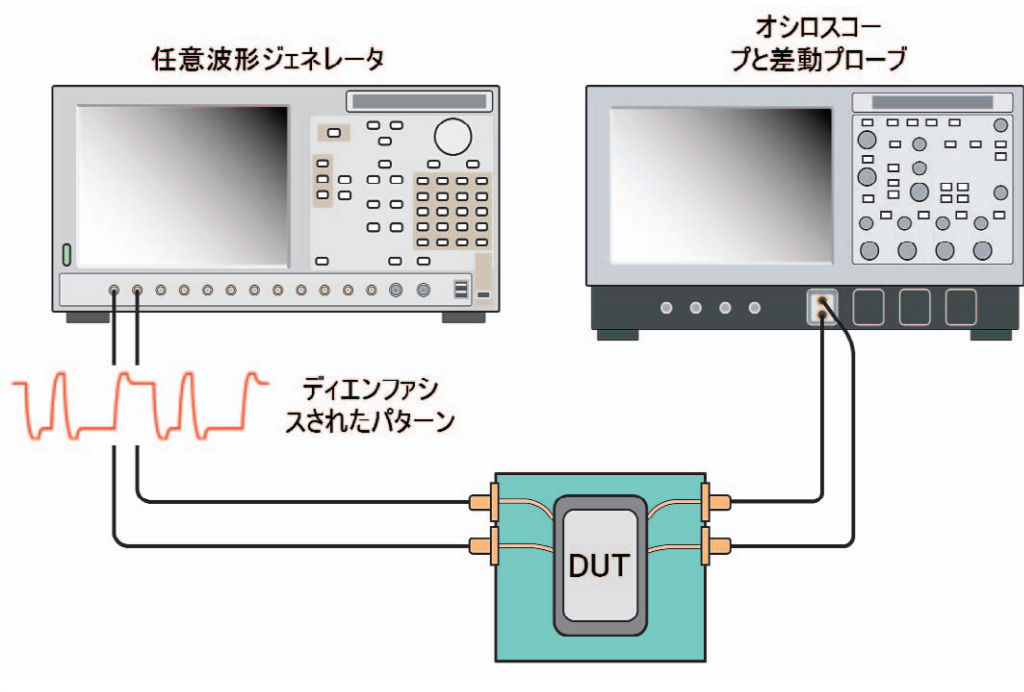 任意波形ジェネレータ
オシロスコー
プと差動プローブ
ディエンファシ
スされたパターン
DUT